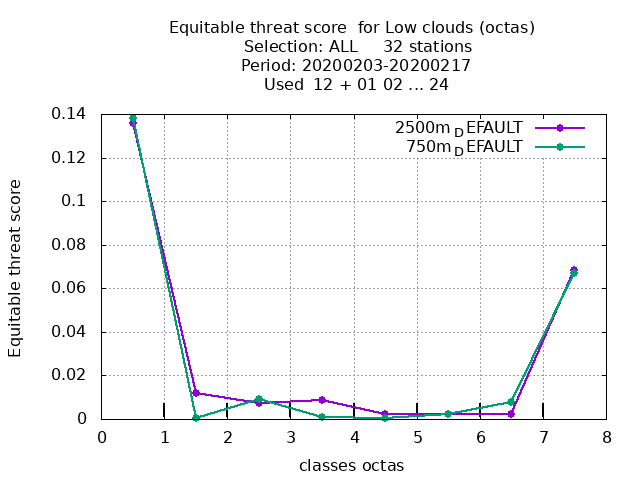 Equitable threat score  for Low clouds (octas)
Selection: ALL     32 stations
Period: 20200203-20200217
Used  12 + 01 02 ... 24
2500m_DEFAULT
750m_DEFAULT
Equitable threat score
0.14
0.12
0.1
0.08
0.06
0.04
0.02
0
0 1 2 3 4 5 6 7 8
classes octas